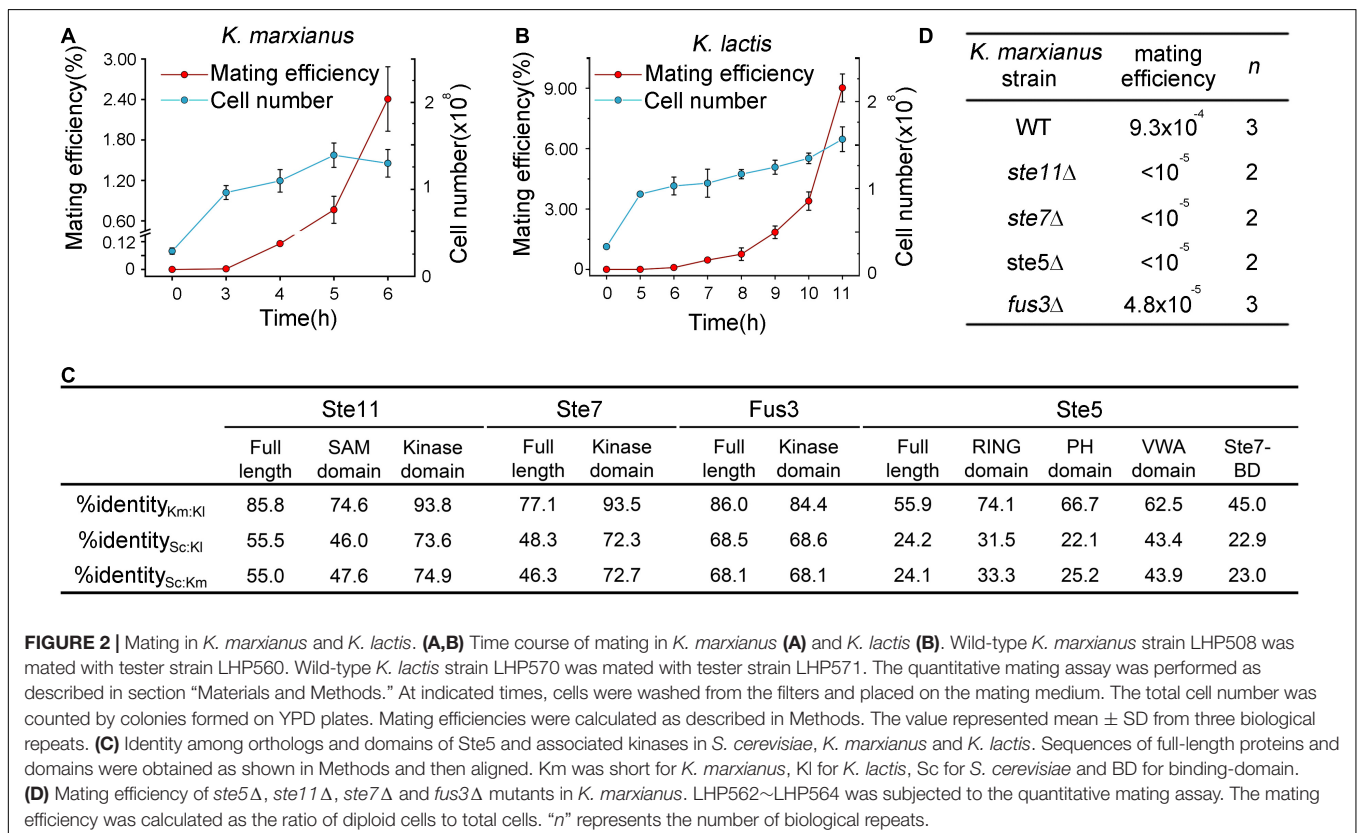 A
K. marxianus
Mating efficiency
Cell number
Mating efficiency(%)
3.00
2.40
1.80
1.20
0.60
0.12
0
Cell number(x10^8)
2
1
0
0 3 4 5 6
Time(h)
B
K. lactis
Mating efficiency
Cell number
Mating efficiency(%)
9.00
6.00
3.00
0
Cell number(x10^8)
2
1
0
0 5 6 7 8 9 10 11
Time(h)
D
K. marxianus strain mating efficiency n
WT 9.3x10^-4 3
ste11Δ <10^-5 2
ste7Δ <10^-5 2
ste5Δ <10^-5 2
fus3Δ 4.8x10^-5 3
C
Ste11 Ste7 Fus3 Ste5
Full length SAM domain Kinase domain Full length Kinase domain Full length Kinase domain Full length RING domain PH domain VWA domain Ste7-BD
%identityKm:Kl 85.8 74.6 93.8 77.1 93.5 86.0 84.4 55.9 74.1 66.7 62.5 45.0
%identitySc:Kl 55.5 46.0 73.6 48.3 72.3 68.5 68.6 24.2 31.5 22.1 43.4 22.9
%identitySc:Km 55.0 47.6 74.9 46.3 72.7 68.1 68.1 24.1 33.3 25.2 43.9 23.0
FIGURE 2 | Mating in K. marxianus and K. lactis. (A,B) Time course of mating in K. marxianus (A) and K. lactis (B). Wild-type K. marxianus strain LHP508 was
mated with tester strain LHP560. Wild-type K. lactis strain LHP570 was mated with tester strain LHP571. The quantitative mating assay was performed as
described in section “Materials and Methods.” At indicated times, cells were washed from the filters and placed on the mating medium. The total cell number was
counted by colonies formed on YPD plates. Mating efficiencies were calculated as described in Methods. The value represented mean ± SD from three biological
repeats. (C) Identity among orthologs and domains of Ste5 and associated kinases in S. cerevisiae, K. marxianus and K. lactis. Sequences of full-length proteins and
domains were obtained as shown in Methods and then aligned. Km was short for K. marxianus, Kl for K. lactis, Sc for S. cerevisiae and BD for binding-domain.
(D) Mating efficiency of ste5Δ, ste11Δ, ste7Δ and fus3Δ mutants in K. marxianus. LHP562~LHP564 was subjected to the quantitative mating assay. The mating
efficiency was calculated as the ratio of diploid cells to total cells. “n” represents the number of biological repeats.